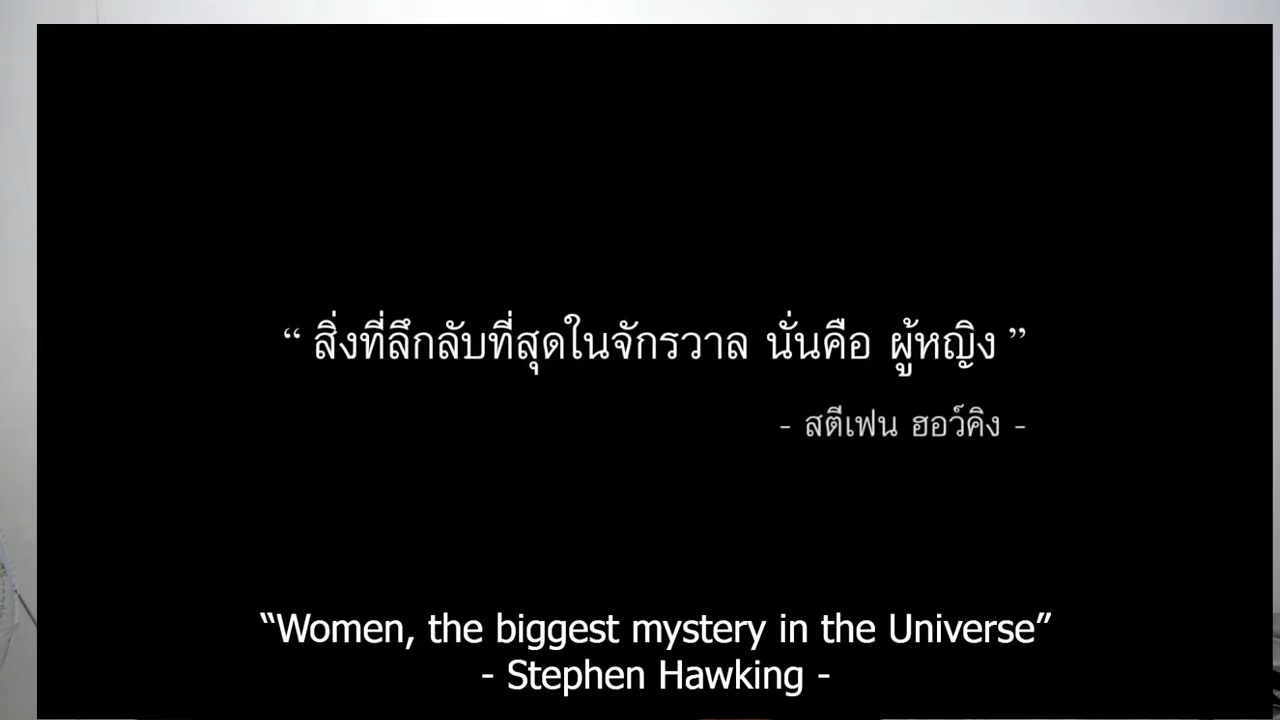 “ สิ่งที่ลึกลับที่สุดในจักรวาล นั่นคือ ผู้หญิง ”
- สตีเฟน ฮอว์คิง -
“Women, the biggest mystery in the Universe”
- Stephen Hawking -